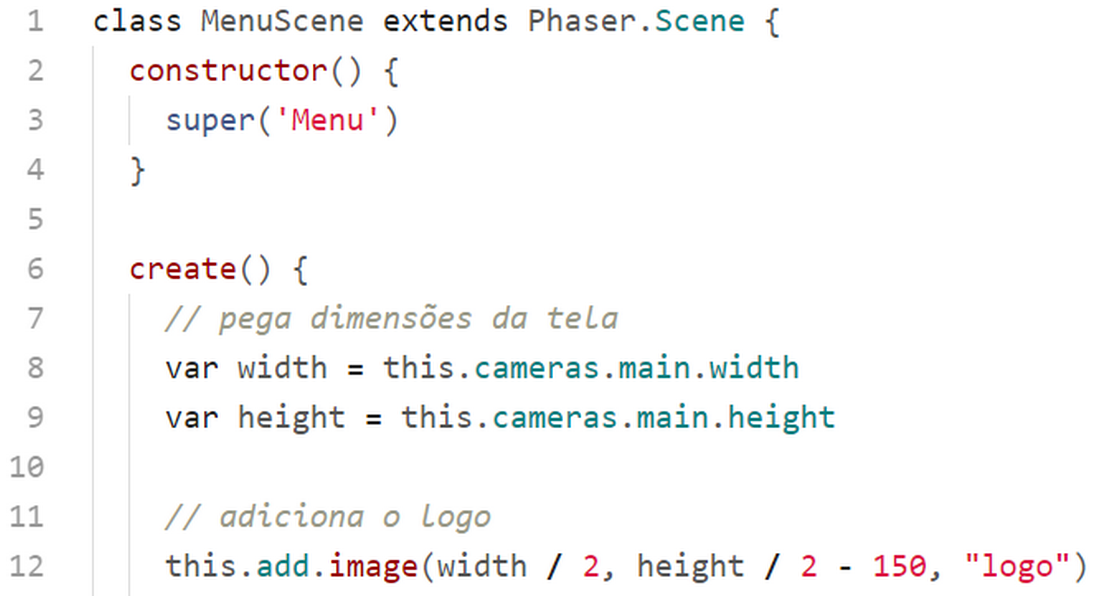 1 class MenuScene extends Phaser.Scene {
2 constructor() {
3 super('Menu')
4 }
5
6 create() {
7 // pega dimensões da tela
8 var width = this.cameras.main.width
9 var height = this.cameras.main.height
10
11 // adiciona o logo
12 this.add.image(width / 2, height / 2 - 150, "logo")